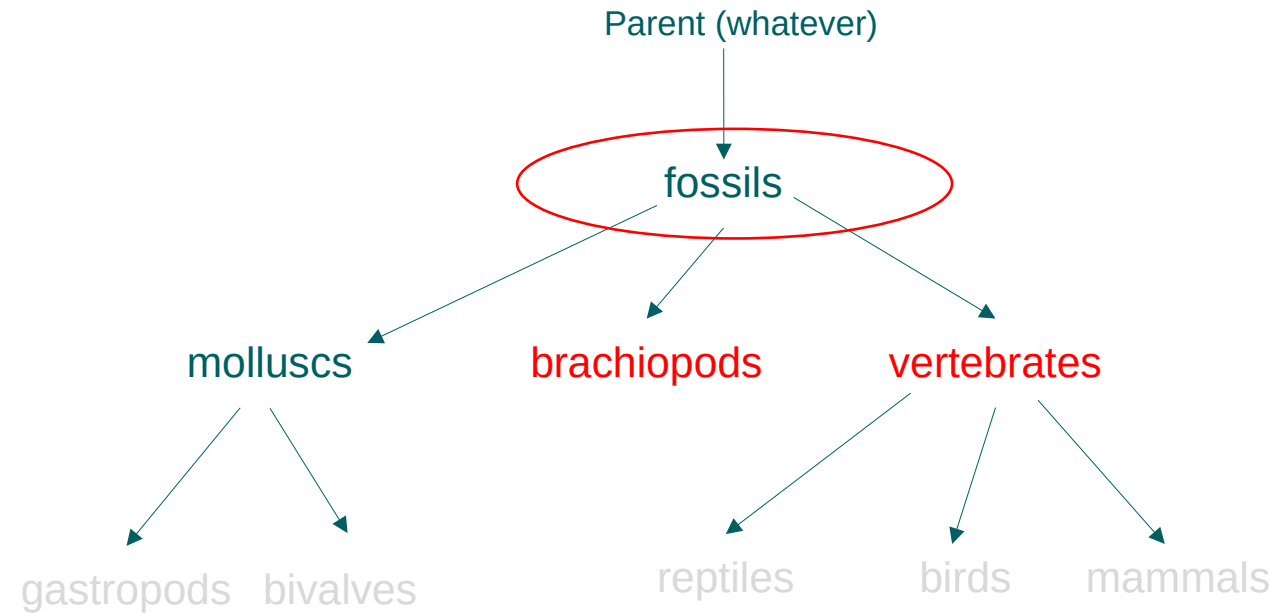 Parent (whatever)
fossils
molluscs
brachiopods
vertebrates
gastropods
bivalves
reptiles
birds
mammals